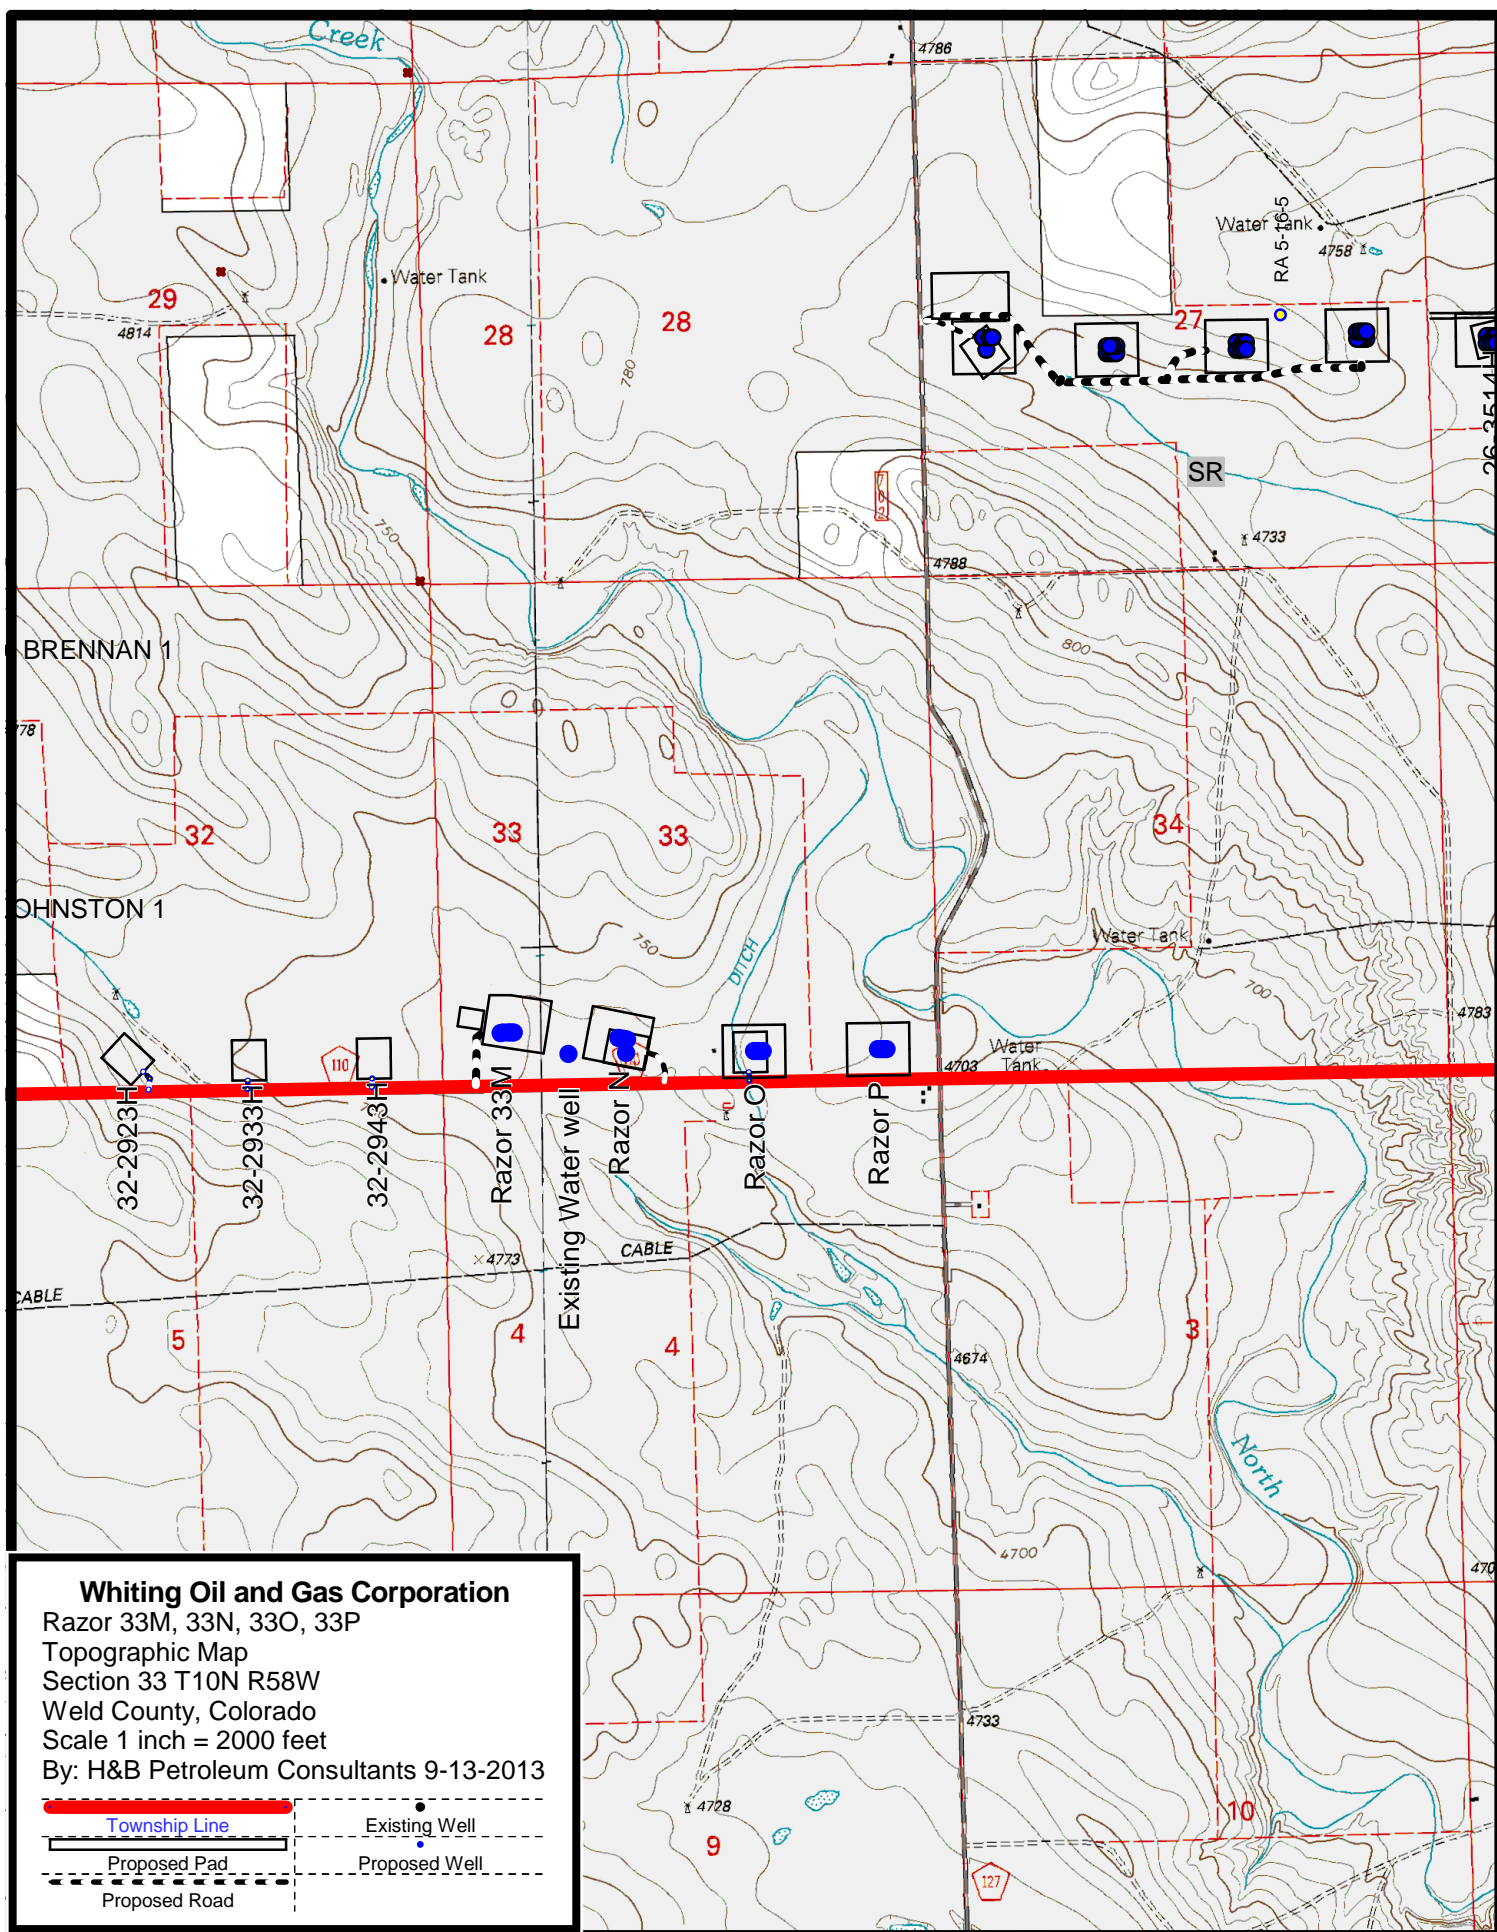 Creek
4786
Water Tank
4758
RA 5-16-5
Water Tank
29
4814
28
28
27
780
26-3514H
SR
750
4733
4788
BRENNAN 1
800
778
32
33
33
34
OHNSTON 1
750
DITCH
Water Tank
700
4783
110
Water
Tank
4703
32-2923H
32-2933H
32-2943H
Razor 33M
Existing Water well
Razor N
Razor O
Razor P
4773
CABLE
CABLE
5
4
4
3
4674
North
4700
470
4733
4728
9
10
127
Whiting Oil and Gas Corporation
Razor 33M, 33N, 33O, 33P
Topographic Map
Section 33 T10N R58W
Weld County, Colorado
Scale 1 inch = 2000 feet
By: H&B Petroleum Consultants 9-13-2013
Township Line
Existing Well
Proposed Pad
Proposed Well
Proposed Road